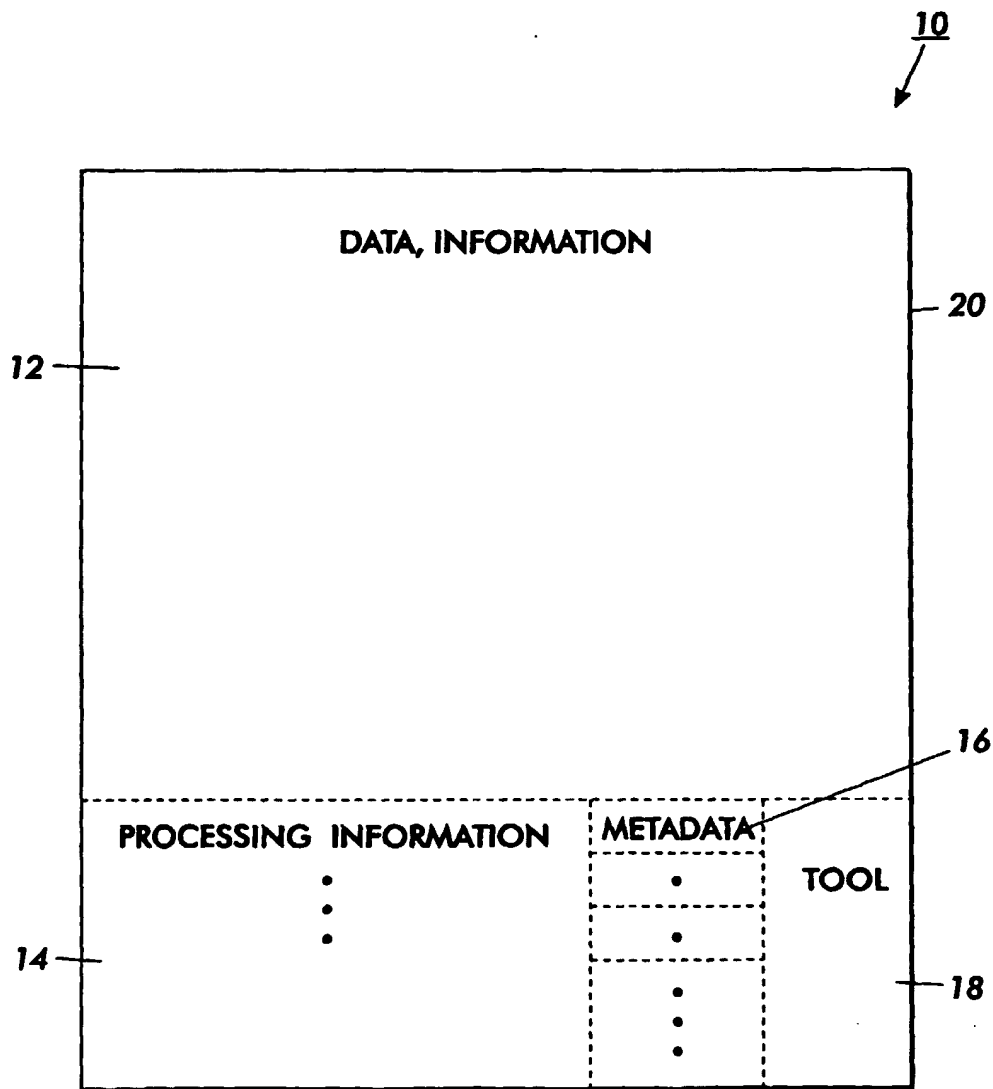 10
DATA, INFORMATION
20
12
16
PROCESSING INFORMATION
METADATA
TOOL
14
18